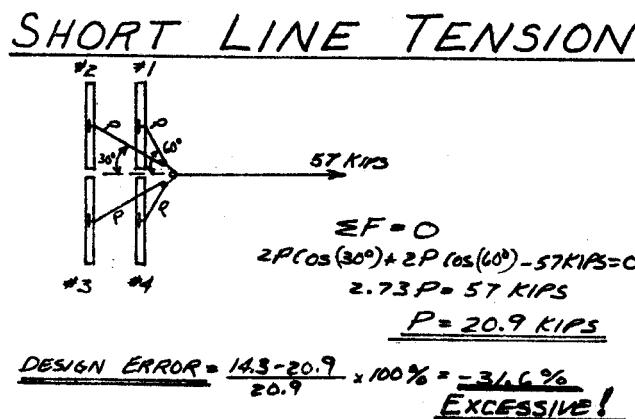 SHORT LINE TENSION
#2 #1
P P
30° 60°
57 KIPS
P P
#3 #4
ΣF = 0
2P COS(30°) + 2P COS(60°) - 57 KIPS = 0
2.73 P = 57 KIPS
P = 20.9 KIPS
DESIGN ERROR = 14.3 - 20.9 / 20.9 x 100% = -31.6%
EXCESSIVE!